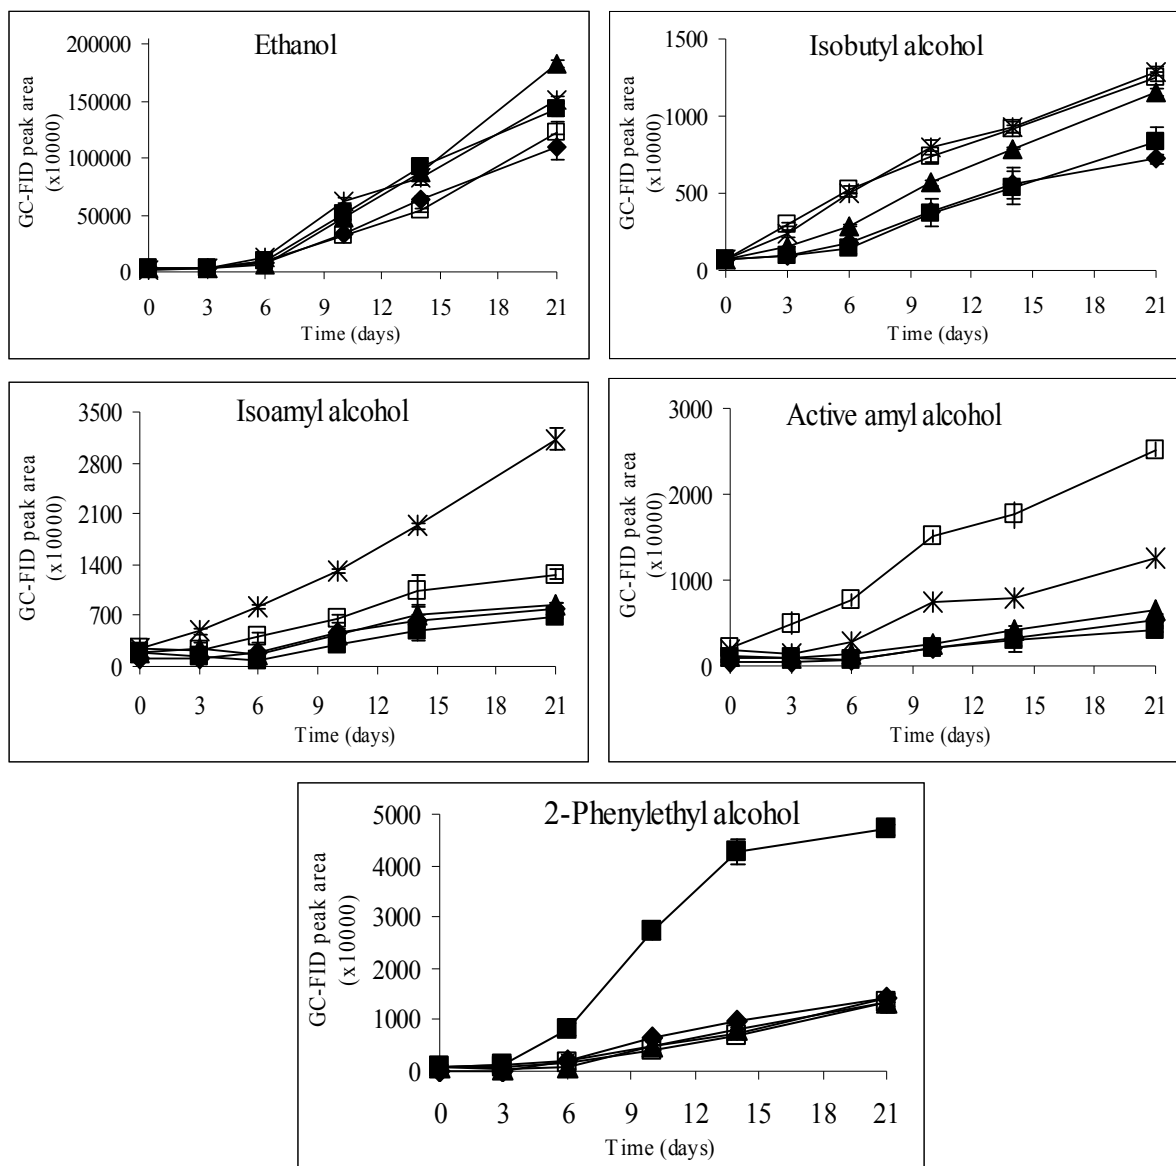 Ethanol
GC-FID peak area
(x10000)
200000
150000
100000
50000
0
0 3 6 9 12 15 18 21
Time (days)
Isobutyl alcohol
GC-FID peak area
(x10000)
1500
1000
500
0
0 3 6 9 12 15 18 21
Time (days)
Isoamyl alcohol
GC-FID peak area
(x10000)
3500
2800
2100
1400
700
0
0 3 6 9 12 15 18 21
Time (days)
Active amyl alcohol
GC-FID peak area
(x10000)
3000
2000
1000
0
0 3 6 9 12 15 18 21
Time (days)
2-Phenylethyl alcohol
GC-FID peak area
(x10000)
5000
4000
3000
2000
1000
0
0 3 6 9 12 15 18 21
Time (days)